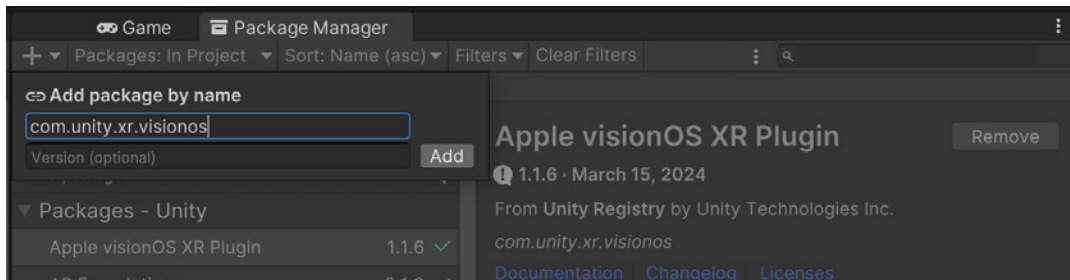 Game Package Manager
Packages: In Project Sort: Name (asc) Filters Clear Filters
Add package by name
com.unity.xr.visionos
Version (optional) Add
Packages - Unity
Apple visionOS XR Plugin 1.1.6
Apple visionOS XR Plugin Remove
1.1.6 · March 15, 2024
From Unity Registry by Unity Technologies Inc.
com.unity.xr.visionos
Documentation Changelog Licenses